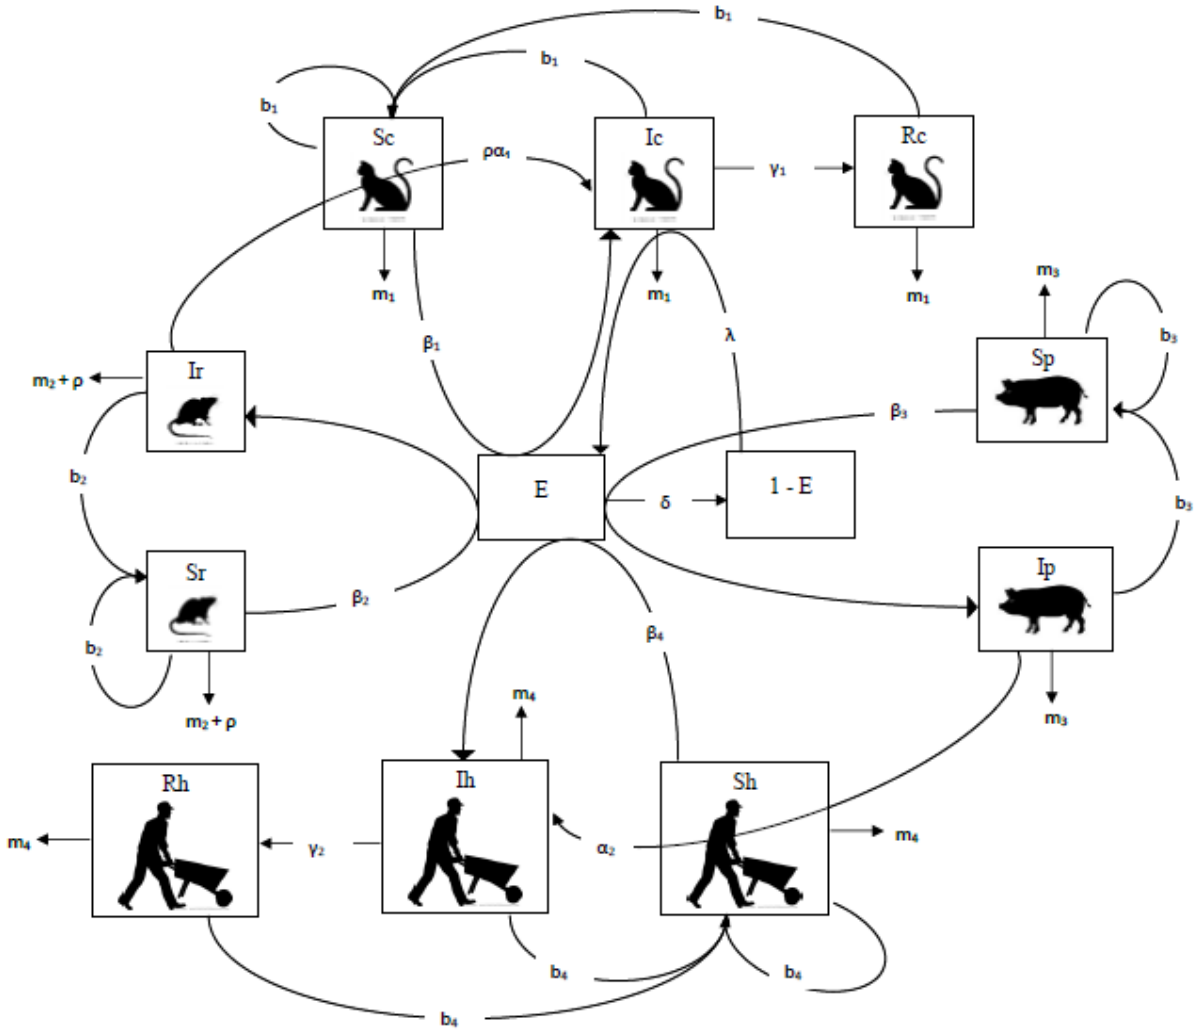 b₁
b₁
b₁
Sc
Ic
Rc
ρα₁
γ₁
m₁
m₁
m₁
m₃
β₁
λ
b₃
Sp
Ir
m₂ + ρ
β₃
b₂
E
δ
1 - E
b₃
Sr
Ip
β₂
b₂
β₄
m₄
m₂ + ρ
m₃
Rh
Ih
Sh
m₄
γ₂
α₂
m₄
b₄
b₄
b₄